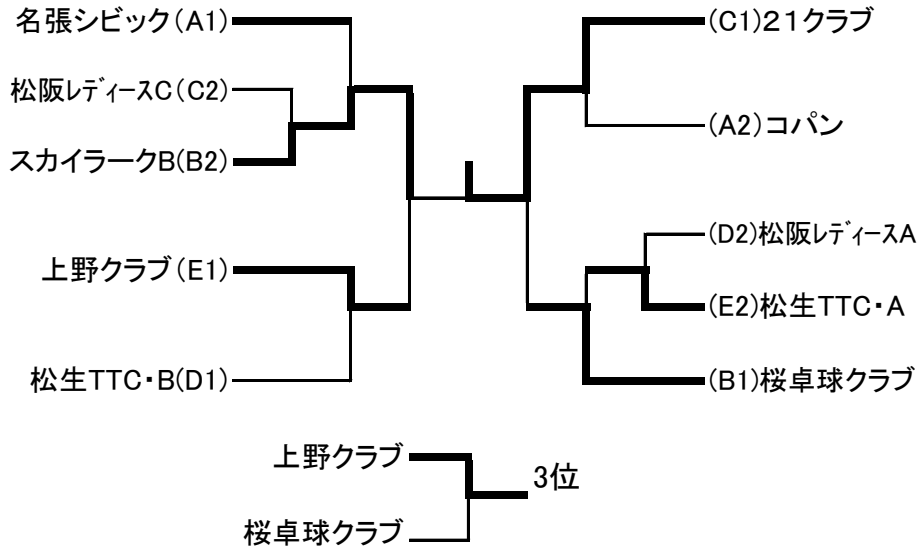 名張シビック(A1)
松阪レディースC(C2)
スカイラークB(B2)
上野クラブ(E1)
松生TTC・B(D1)
(C1)21クラブ
(A2)コパン
(D2)松阪レディースA
(E2)松生TTC・A
(B1)桜卓球クラブ
上野クラブ
3位
桜卓球クラブ